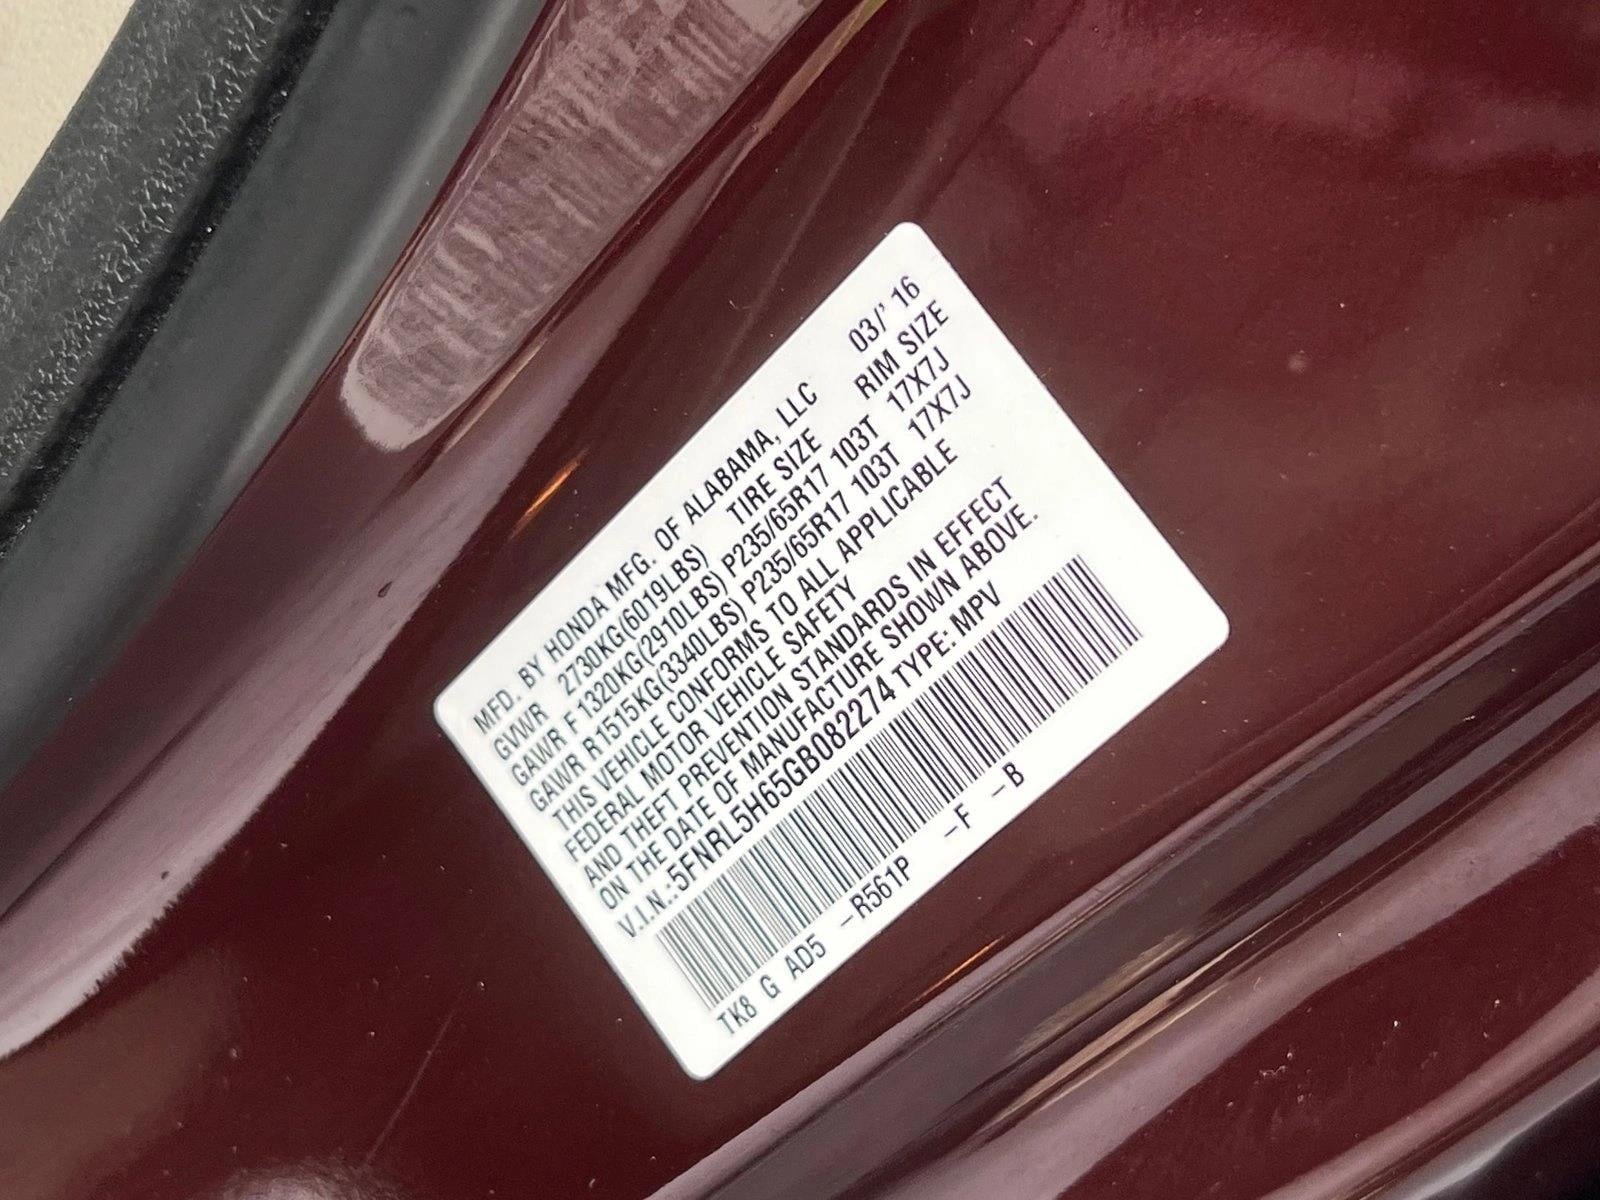 MFD. BY HONDA MFG. OF ALABAMA, LLC 03/' 16
GVWR 2730KG(6019LBS) TIRE SIZE RIM SIZE
GAWR F 1320KG(2910LBS) P235/65R17 103T 17X7J
GAWR R1515KG(3340LBS) P235/65R17 103T 17X7J
THIS VEHICLE CONFORMS TO ALL APPLICABLE
FEDERAL MOTOR VEHICLE SAFETY
AND THEFT PREVENTION STANDARDS IN EFFECT
ON THE DATE OF MANUFACTURE SHOWN ABOVE.
V.I.N.:5FNRL5H65GB082274 TYPE: MPV
TK8 G AD5 -R561P -F -B